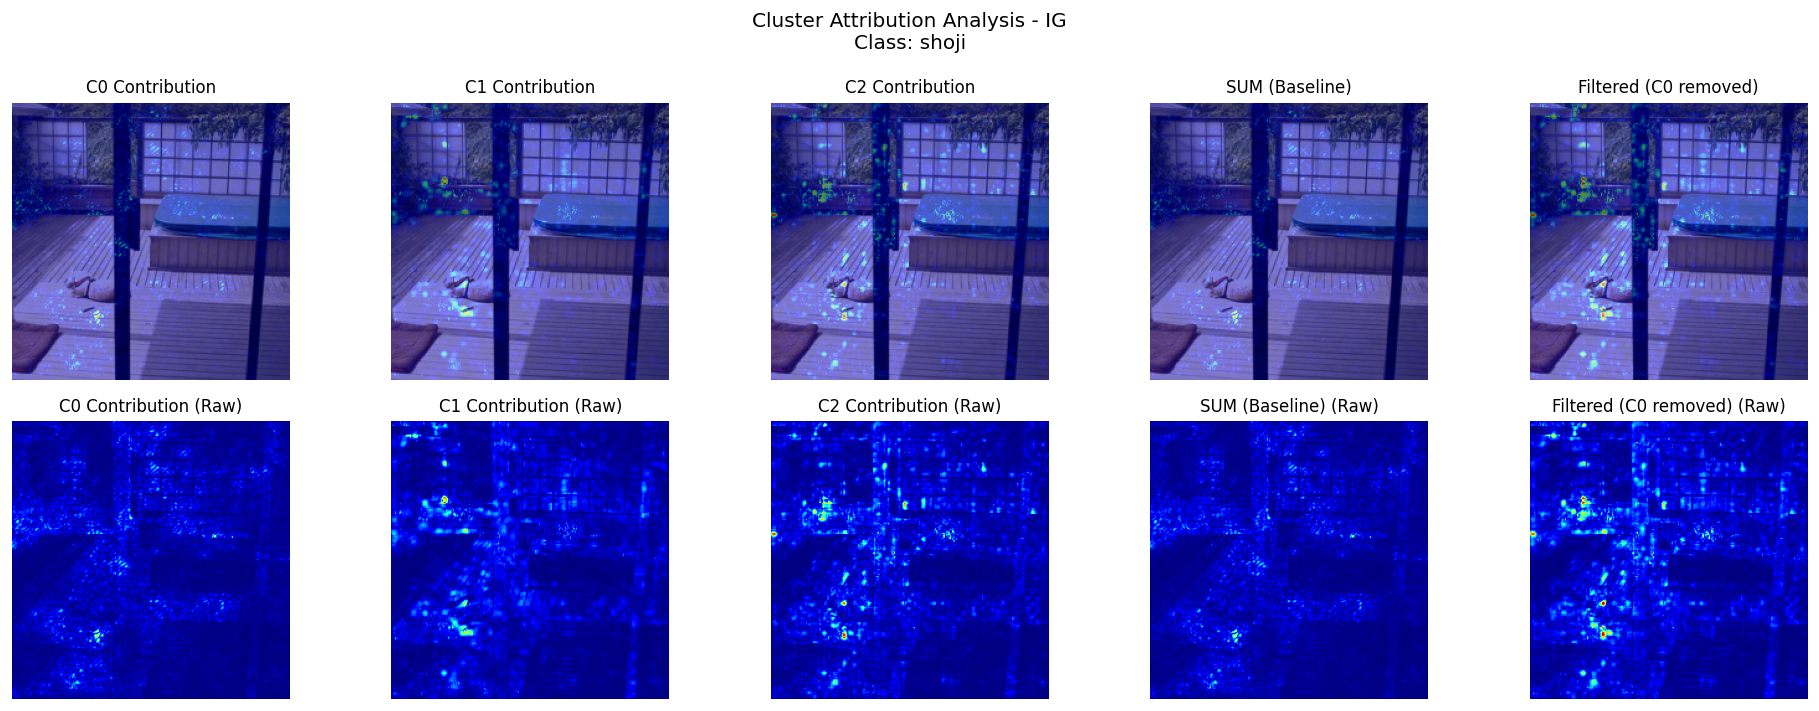 Cluster Attribution Analysis - IG
Class: shoji
C0 Contribution
C1 Contribution
C2 Contribution
SUM (Baseline)
Filtered (C0 removed)
C0 Contribution (Raw)
C1 Contribution (Raw)
C2 Contribution (Raw)
SUM (Baseline) (Raw)
Filtered (C0 removed) (Raw)